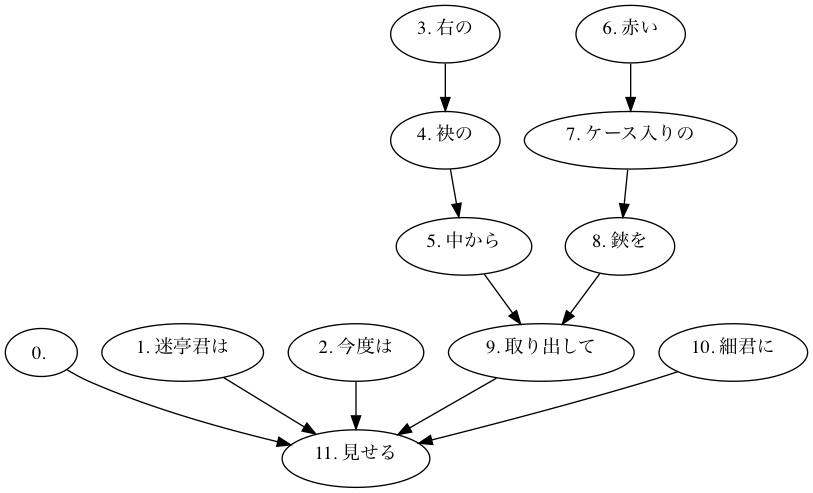 3. 右の
6. 赤い
4. 袂の
7. ケース入りの
5. 中から
8. 鋏を
0.
1. 迷亭君は
2. 今度は
9. 取り出して
10. 細君に
11. 見せる